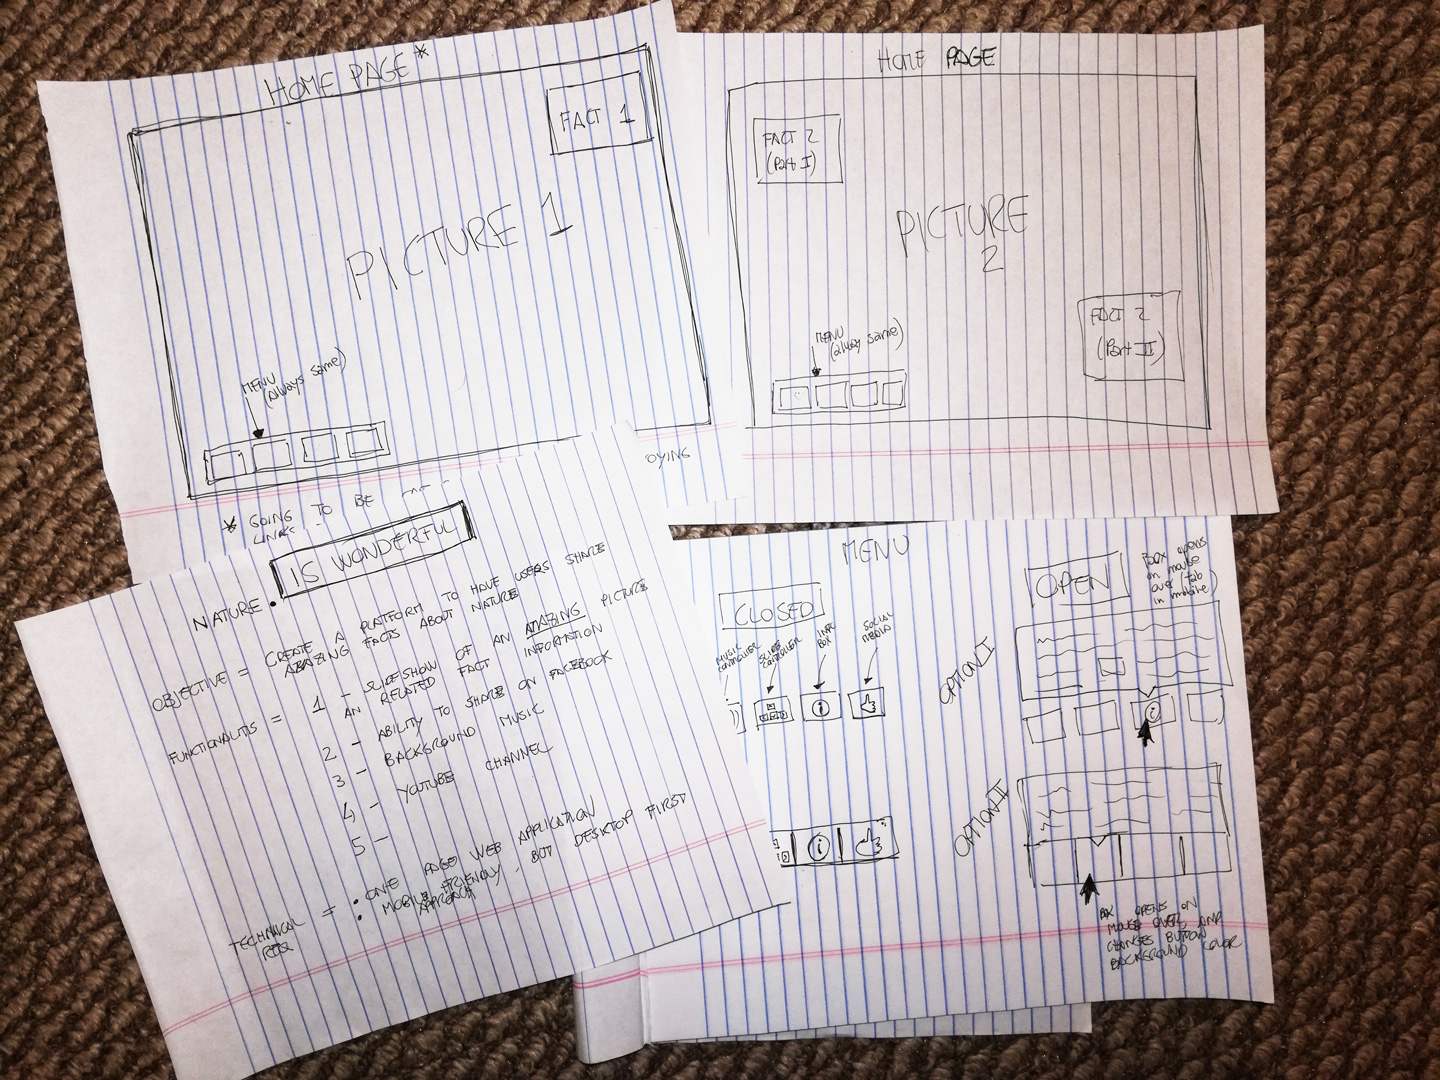 HOME PAGE *
FACT 1
PICTURE 1
MENU
(always same)
OYING
* GOING TO BE
HOME PAGE
FACT 2
(Part I)
PICTURE
2
FACT 2
(Part II)
MENU
(always same)
NATURE. IS WONDERFUL
OBJECTIVE = CREATE A PLATFORM TO HAVE USERS SHARE
AMAZING FACTS ABOUT NATURE
FUNCTIONALITIS = 1 - SLIDESHOW OF AN AMAZING PICTURE
AN RELATED FACT INFORMATION
2 - ABILITY TO SHARE ON FACEBOOK
3 - BACKGROUND MUSIC
4 - YOUTUBE CHANNEL
5 -
TECHNICAL = • ONE PAGE WEB APPLICATION
• MOBILE FRIENDLY, BUT DESKTOP FIRST
APPROACH
MENU
CLOSED
MUSIC
CONTROLLER
SLIDE
CONTROLLER
INFO
BOX
SOCIAL
MEDIA
i
i
OPEN
BOX OPENS
on mouse
over (tab
in mobile)
OPTION I
i
OPTION II
BOX OPENS ON
MOUSE OVER AND
CHANGES BUTTON
BACKGROUND COLOR